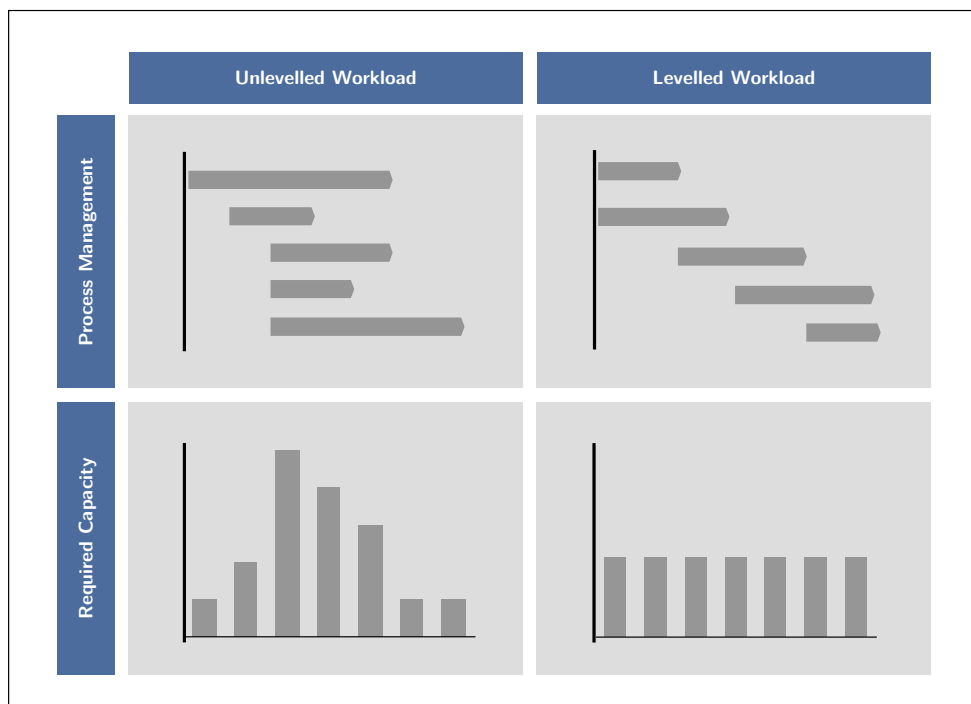 Unlevelled Workload
Levelled Workload
Process Management
Required Capacity